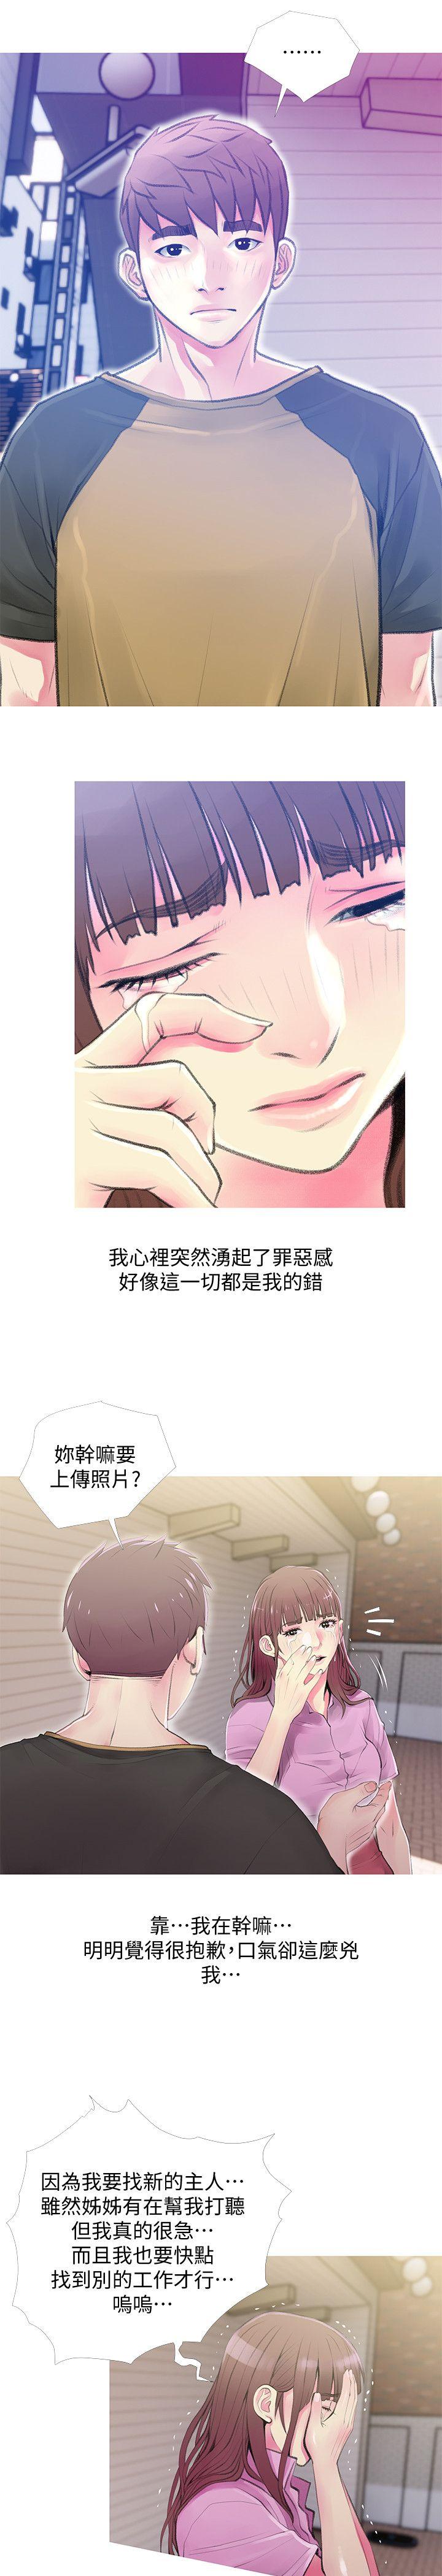 ……
我心裡突然湧起了罪惡感
好像這一切都是我的錯
妳幹嘛要
上傳照片?
靠…我在幹嘛…
明明覺得很抱歉,口氣卻這麼兇
我…
因為我要找新的主人…
雖然姊姊有在幫我打聽
但我真的很急…
而且我也要快點
找到別的工作才行…
嗚嗚…